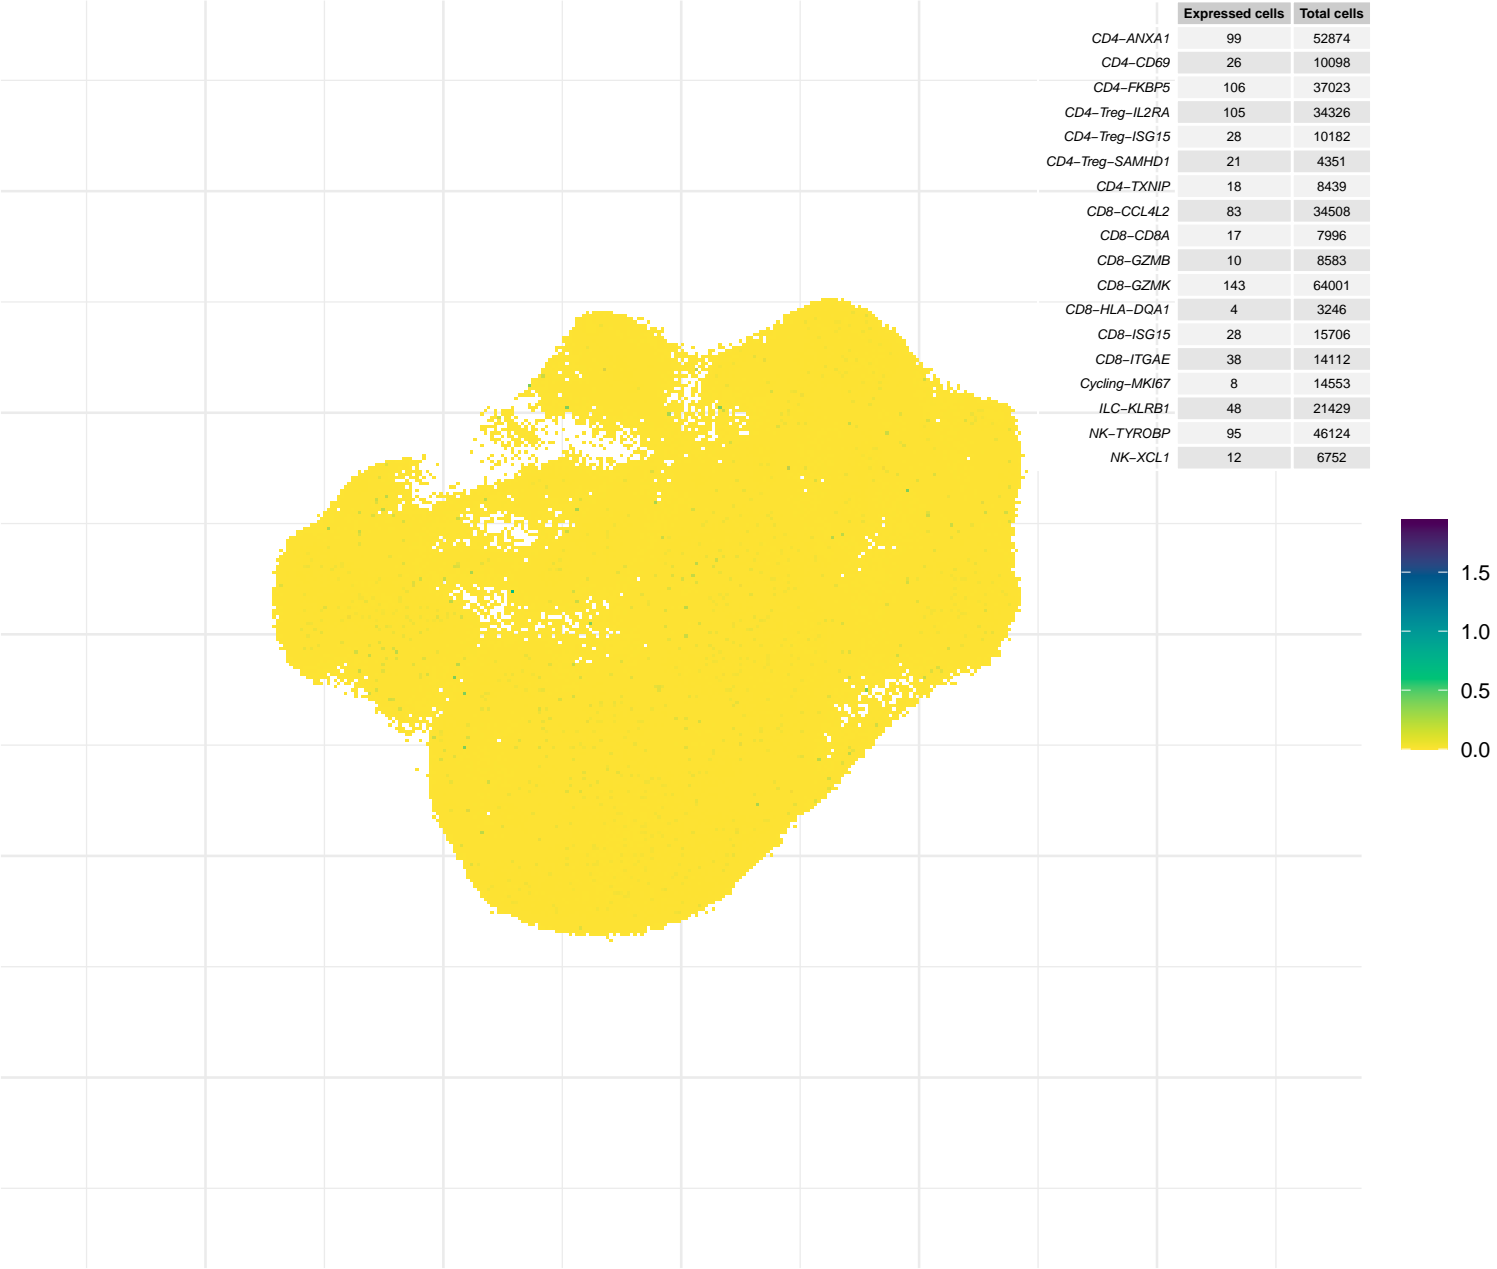 Expressed cells Total cells
CD4−ANXA1 99 52874
CD4−CD69 26 10098
CD4−FKBP5 106 37023
CD4−Treg−IL2RA 105 34326
CD4−Treg−ISG15 28 10182
CD4−Treg−SAMHD1 21 4351
CD4−TXNIP 18 8439
CD8−CCL4L2 83 34508
CD8−CD8A 17 7996
CD8−GZMB 10 8583
CD8−GZMK 143 64001
CD8−HLA−DQA1 4 3246
CD8−ISG15 28 15706
CD8−ITGAE 38 14112
Cycling−MKI67 8 14553
ILC−KLRB1 48 21429
NK−TYROBP 95 46124
NK−XCL1 12 6752
1.5
1.0
0.5
0.0